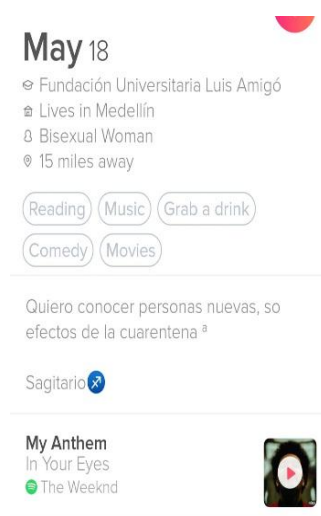 May 18
Fundación Universitaria Luis Amigó
Lives in Medellín
Bisexual Woman
15 miles away
Reading Music Grab a drink
Comedy Movies
Quiero conocer personas nuevas, so
efectos de la cuarentena ª
Sagitario♐
My Anthem
In Your Eyes
The Weeknd